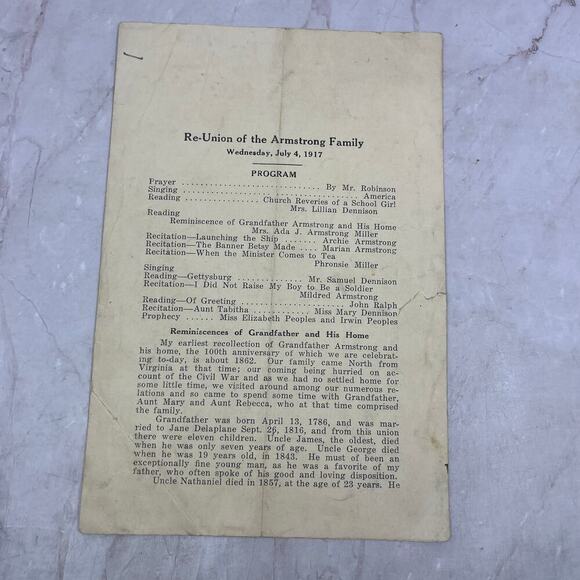 Re-Union of the Armstrong Family
Wednesday, July 4, 1917
PROGRAM
Prayer .............................. By Mr. Robinson
Singing ...................................... America
Reading ................ Church Reveries of a School Girl
Mrs. Lillian Dennison
Reading
Reminiscence of Grandfather Armstrong and His Home
Mrs. Ada J. Armstrong Miller
Recitation—Launching the Ship ....... Archie Armstrong
Recitation—The Banner Betsy Made .... Marian Armstrong
Recitation—When the Minister Comes to Tea
Phronsie Miller
Singing
Reading—Gettysburg .............. Mr. Samuel Dennison
Recitation—I Did Not Raise My Boy to Be a Soldier
Mildred Armstrong
Reading—Of Greeting ....................... John Ralph
Recitation—Aunt Tabitha ............. Miss Mary Dennison
Prophecy ...... Miss Elizabeth Peoples and Irwin Peoples
Reminiscences of Grandfather and His Home
My earliest recollection of Grandfather Armstrong and
his home, the 100th anniversary of which we are celebrat-
ing to-day, is about 1862. Our family came North from
Virginia at that time; our coming being hurried on ac-
count of the Civil War and as we had no settled home for
some little time, we visited around among our numerous re-
lations and so came to spend some time with Grandfather,
Aunt Mary and Aunt Rebecca, who at that time comprised
the family.
Grandfather was born April 13, 1786, and was mar-
ried to Jane Delaplane Sept. 26, 1816, and from this union
there were eleven children. Uncle James, the oldest, died
when he was only seven years of age. Uncle George died
when he was 19 years old, in 1843. He must of been an
exceptionally fine young man, as he was a favorite of my
father, who often spoke of his good and loving disposition.
Uncle Nathaniel died in 1857, at the age of 23 years. He